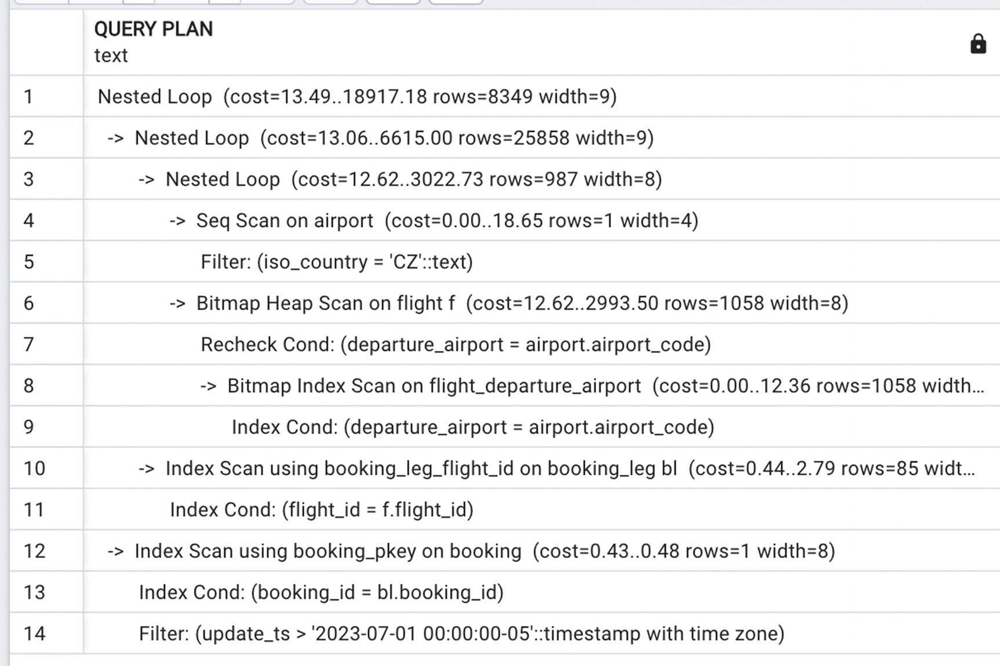 QUERY PLAN
text
1 Nested Loop (cost=13.49..18917.18 rows=8349 width=9)
2 -> Nested Loop (cost=13.06..6615.00 rows=25858 width=9)
3 -> Nested Loop (cost=12.62..3022.73 rows=987 width=8)
4 -> Seq Scan on airport (cost=0.00..18.65 rows=1 width=4)
5 Filter: (iso_country = 'CZ'::text)
6 -> Bitmap Heap Scan on flight f (cost=12.62..2993.50 rows=1058 width=8)
7 Recheck Cond: (departure_airport = airport.airport_code)
8 -> Bitmap Index Scan on flight_departure_airport (cost=0.00..12.36 rows=1058 width...
9 Index Cond: (departure_airport = airport.airport_code)
10 -> Index Scan using booking_leg_flight_id on booking_leg bl (cost=0.44..2.79 rows=85 widt...
11 Index Cond: (flight_id = f.flight_id)
12 -> Index Scan using booking_pkey on booking (cost=0.43..0.48 rows=1 width=8)
13 Index Cond: (booking_id = bl.booking_id)
14 Filter: (update_ts > '2023-07-01 00:00:00-05'::timestamp with time zone)